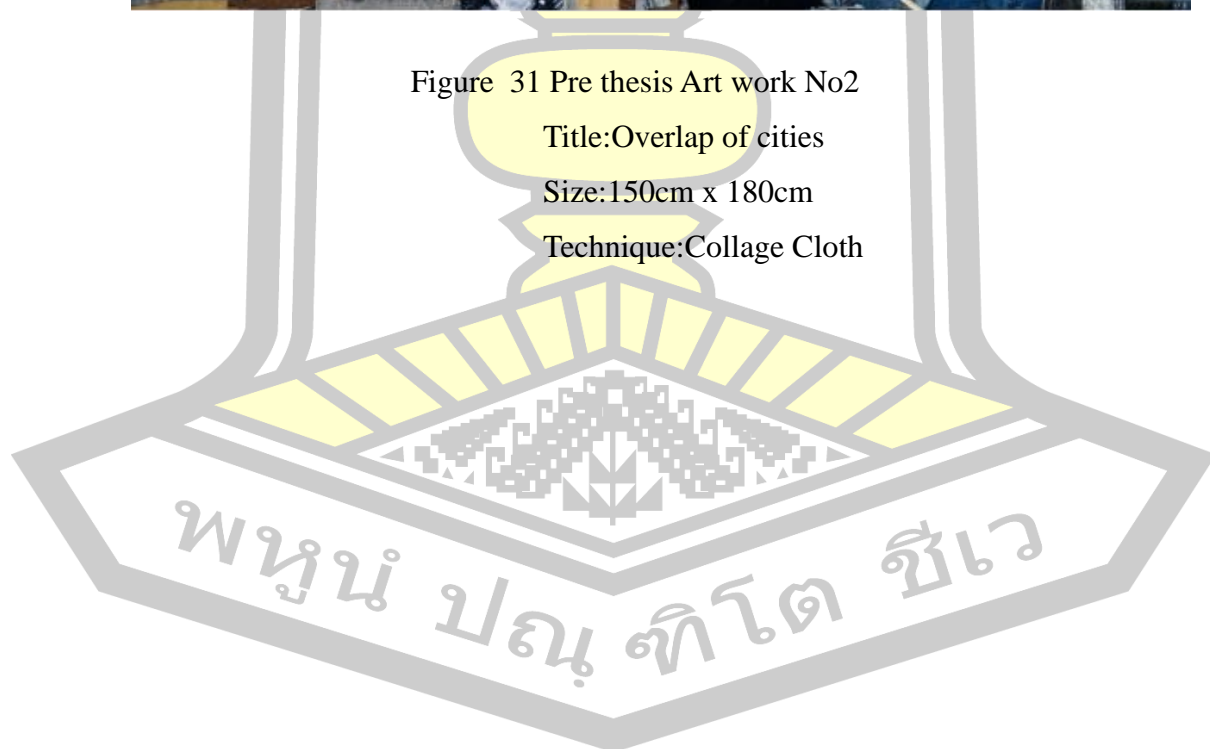 Figure 31 Pre thesis Art work No2
Title:Overlap of cities
Size:150cm x 180cm
Technique:Collage Cloth
พหูนํ ปณฺฑิโต ชีเว